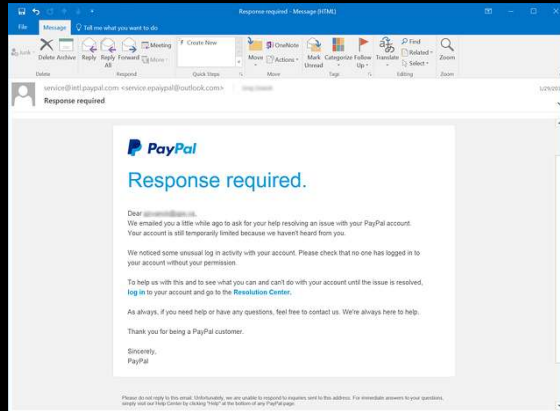 Response required - Message (HTML)
File Message Tell me what you want to do
Junk Delete Archive Reply Reply All Forward Meeting More
Create New
Move OneNote Actions Mark Unread Categorize Follow Up Translate Find Related Select Zoom
Delete Respond Quick Steps Move Tags Editing Zoom
service@intl.paypal.com <service.epaiypal@outlook.com>
Response required
PayPal
Response required.
Dear
We emailed you a little while ago to ask for your help resolving an issue with your PayPal account.
Your account is still temporarily limited because we haven't heard from you.
We noticed some unusual log in activity with your account. Please check that no one has logged in to
your account without your permission.
To help us with this and to see what you can and can't do with your account until the issue is resolved,
log in to your account and go to the Resolution Center.
As always, if you need help or have any questions, feel free to contact us. We're always here to help.
Thank you for being a PayPal customer.
Sincerely,
PayPal
Please do not reply to this email. Unfortunately, we are unable to respond to inquiries sent to this address. For immediate answers to your questions,
simply visit our Help Center by clicking "Help" at the bottom of any PayPal page.